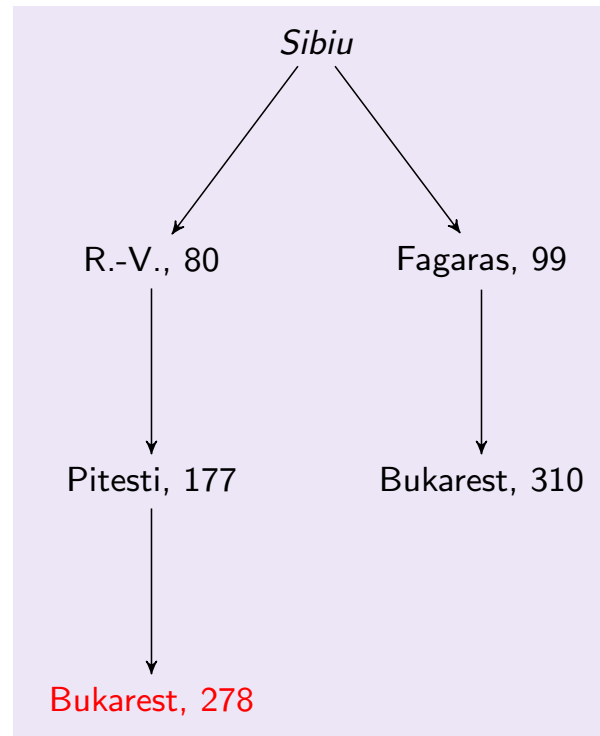 Sibiu
R.-V., 80
Fagaras, 99
Pitesti, 177
Bukarest, 310
Bukarest, 278